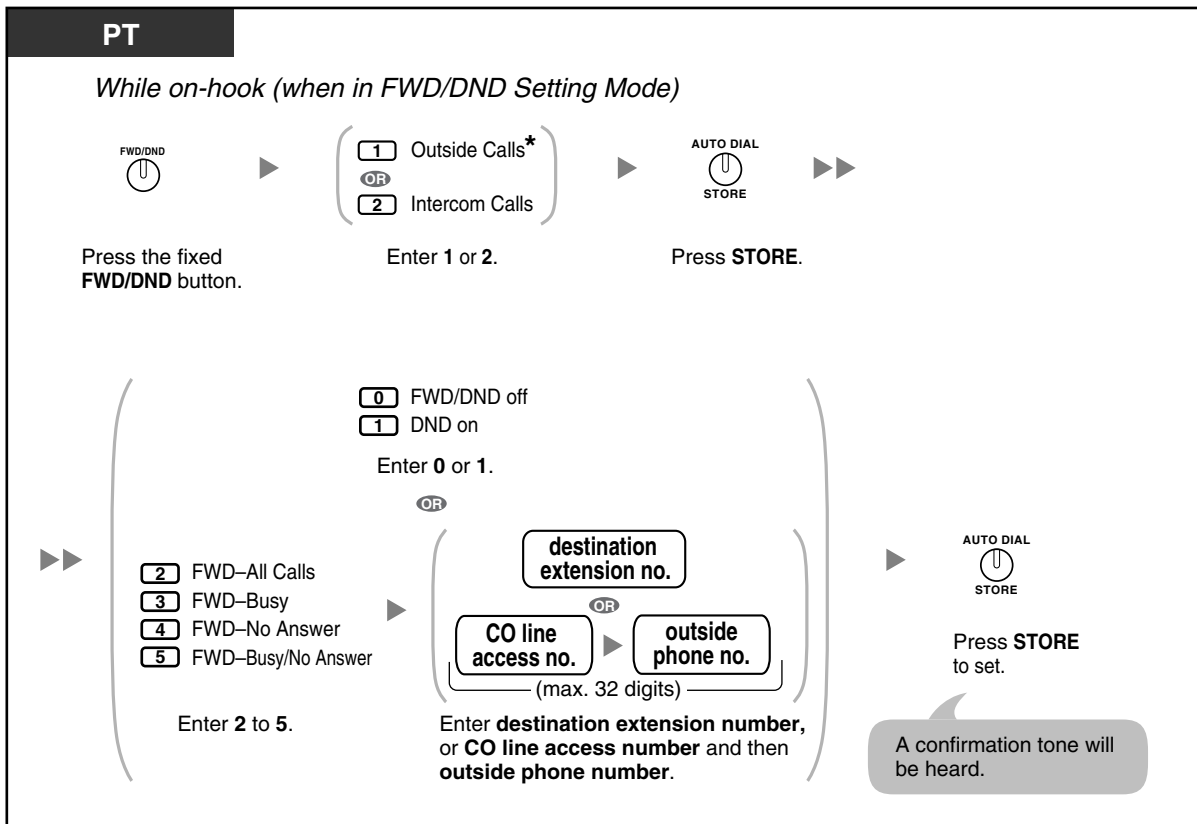 PT
While on-hook (when in FWD/DND Setting Mode)
FWD/DND
1 Outside Calls*
OR
2 Intercom Calls
AUTO DIAL
STORE
Press the fixed
FWD/DND button.
Enter 1 or 2.
Press STORE.
0 FWD/DND off
1 DND on
Enter 0 or 1.
OR
2 FWD–All Calls
3 FWD–Busy
4 FWD–No Answer
5 FWD–Busy/No Answer
Enter 2 to 5.
destination
extension no.
OR
CO line
access no.
outside
phone no.
(max. 32 digits)
Enter destination extension number,
or CO line access number and then
outside phone number.
AUTO DIAL
STORE
Press STORE
to set.
A confirmation tone will
be heard.